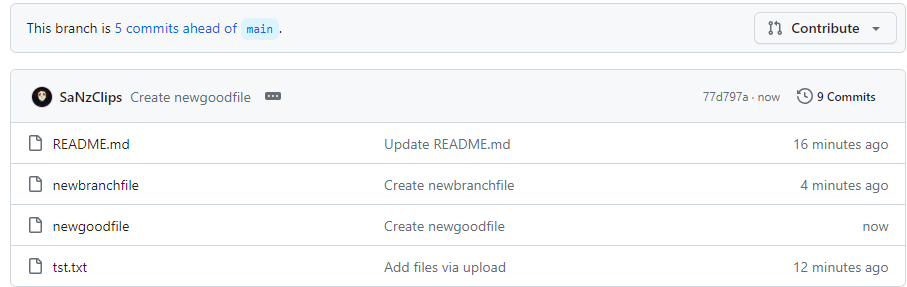 This branch is 5 commits ahead of main .
Contribute
SaNzClips Create newgoodfile 77d797a · now 9 Commits
README.md Update README.md 16 minutes ago
newbranchfile Create newbranchfile 4 minutes ago
newgoodfile Create newgoodfile now
tst.txt Add files via upload 12 minutes ago